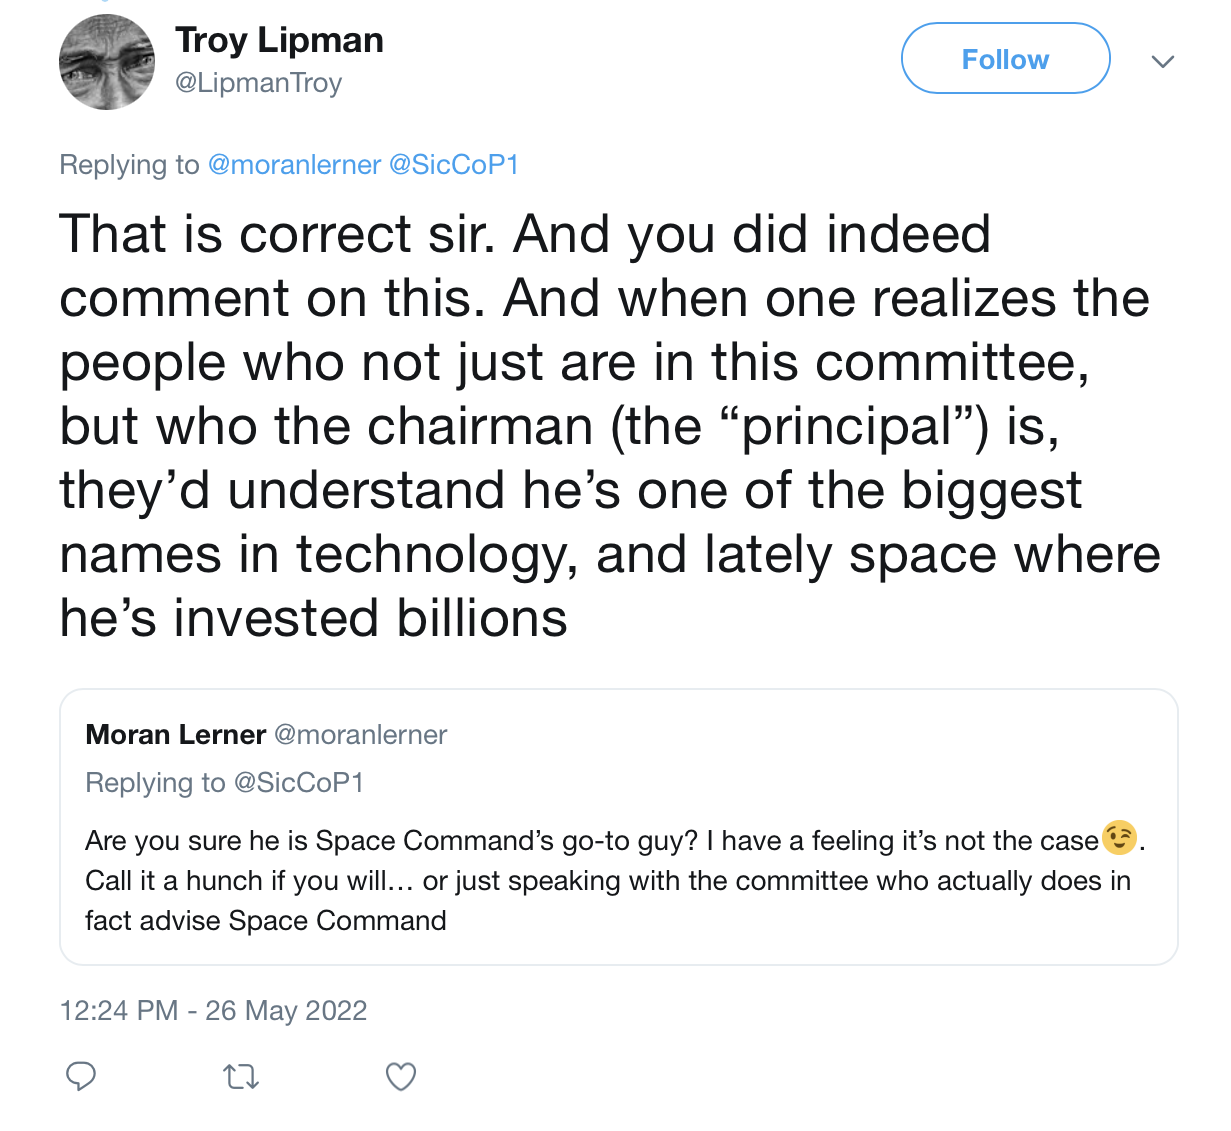 Troy Lipman
@LipmanTroy
Follow
Replying to @moranlerner @SicCoP1
That is correct sir. And you did indeed
comment on this. And when one realizes the
people who not just are in this committee,
but who the chairman (the “principal”) is,
they’d understand he’s one of the biggest
names in technology, and lately space where
he’s invested billions
Moran Lerner @moranlerner
Replying to @SicCoP1
Are you sure he is Space Command’s go-to guy? I have a feeling it’s not the case😉.
Call it a hunch if you will... or just speaking with the committee who actually does in
fact advise Space Command
12:24 PM - 26 May 2022